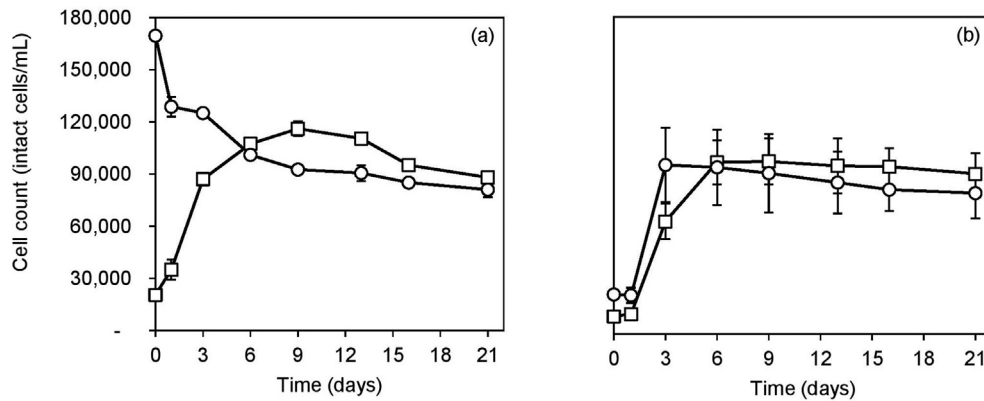 180,000
150,000
120,000
90,000
60,000
30,000
-
Cell count (intact cells/mL)
(a)
0 3 6 9 12 15 18 21
Time (days)
(b)
0 3 6 9 12 15 18 21
Time (days)